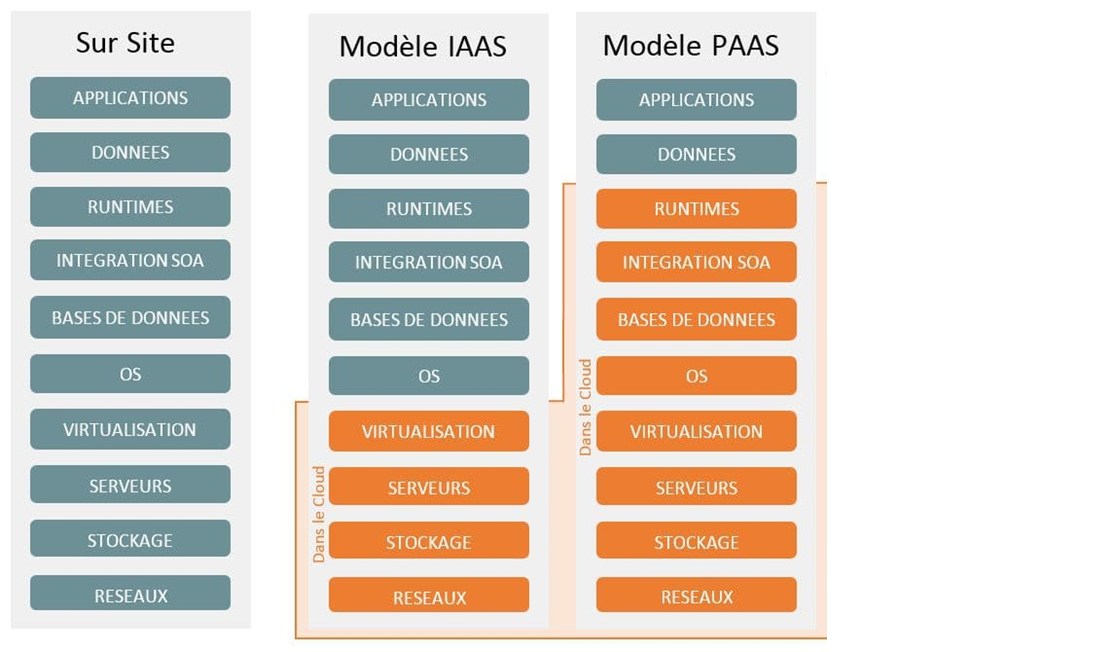 Sur Site
APPLICATIONS
DONNEES
RUNTIMES
INTEGRATION SOA
BASES DE DONNEES
OS
VIRTUALISATION
SERVEURS
STOCKAGE
RESEAUX
Modèle IAAS
APPLICATIONS
DONNEES
RUNTIMES
INTEGRATION SOA
BASES DE DONNEES
OS
VIRTUALISATION
SERVEURS
STOCKAGE
RESEAUX
Dans le Cloud
Modèle PAAS
APPLICATIONS
DONNEES
RUNTIMES
INTEGRATION SOA
BASES DE DONNEES
OS
VIRTUALISATION
SERVEURS
STOCKAGE
RESEAUX
Dans le Cloud